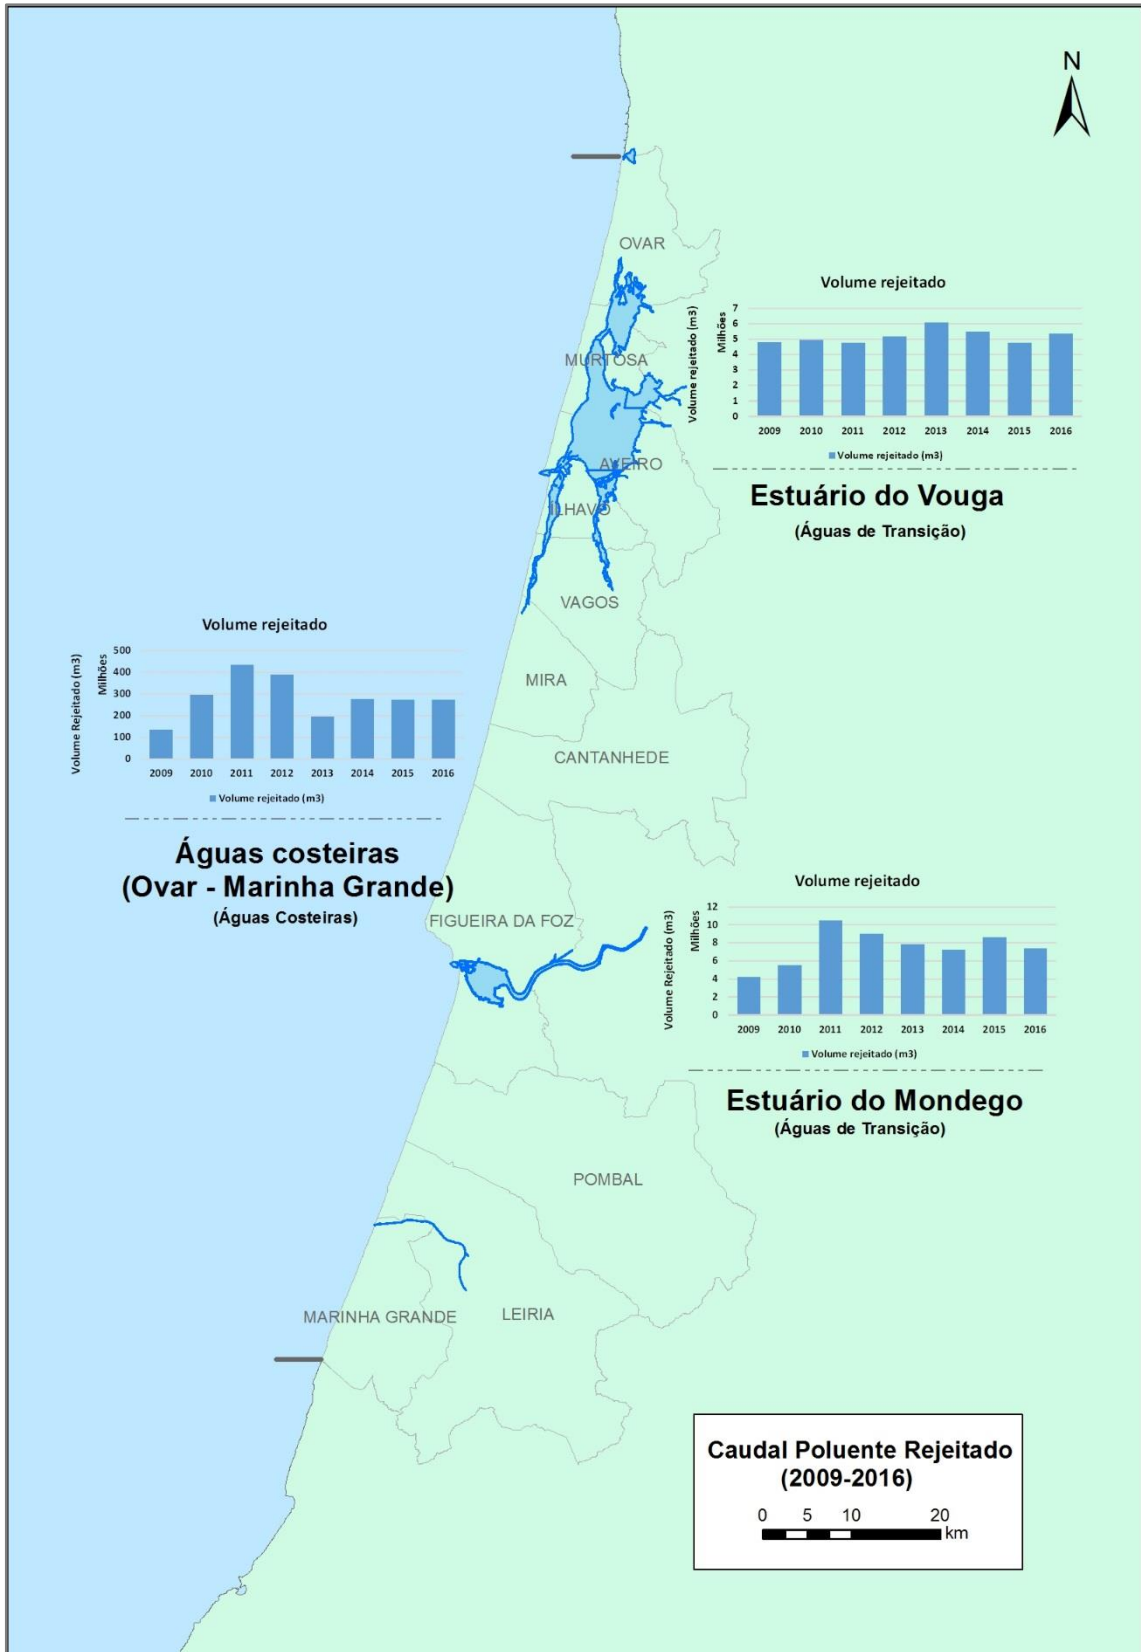 N
OVAR
MURTOSA
AVEIRO
ILHAVO
VAGOS
MIRA
CANTANHEDE
FIGUEIRA DA FOZ
POMBAL
MARINHA GRANDE
LEIRIA
Volume rejeitado
Volume rejeitado (m3)
Milhões
7
6
5
4
3
2
1
0
2009 2010 2011 2012 2013 2014 2015 2016
Volume rejeitado (m3)
Estuário do Vouga
(Águas de Transição)
Volume rejeitado
Volume Rejeitado (m3)
Milhões
500
400
300
200
100
0
2009 2010 2011 2012 2013 2014 2015 2016
Volume rejeitado (m3)
Águas costeiras
(Ovar - Marinha Grande)
(Águas Costeiras)
Volume rejeitado
Volume Rejeitado (m3)
Milhões
12
10
8
6
4
2
0
2009 2010 2011 2012 2013 2014 2015 2016
Volume rejeitado (m3)
Estuário do Mondego
(Águas de Transição)
Caudal Poluente Rejeitado
(2009-2016)
0 5 10 20
km